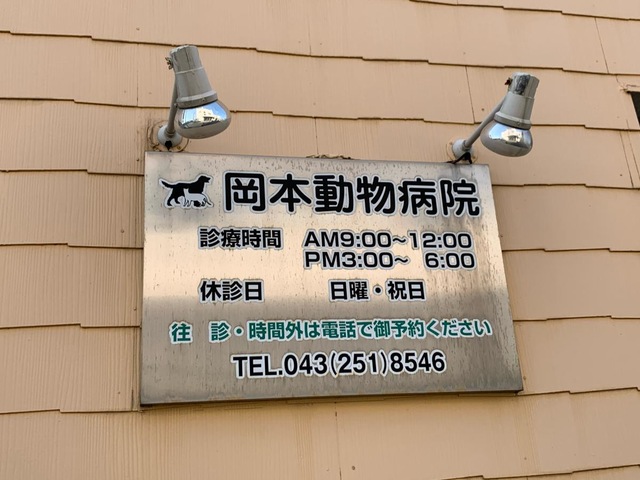 岡本動物病院
診療時間 AM9:00~12:00
PM3:00~ 6:00
休診日 日曜・祝日
往 診・時間外は電話で御予約ください
TEL.043(251)8546